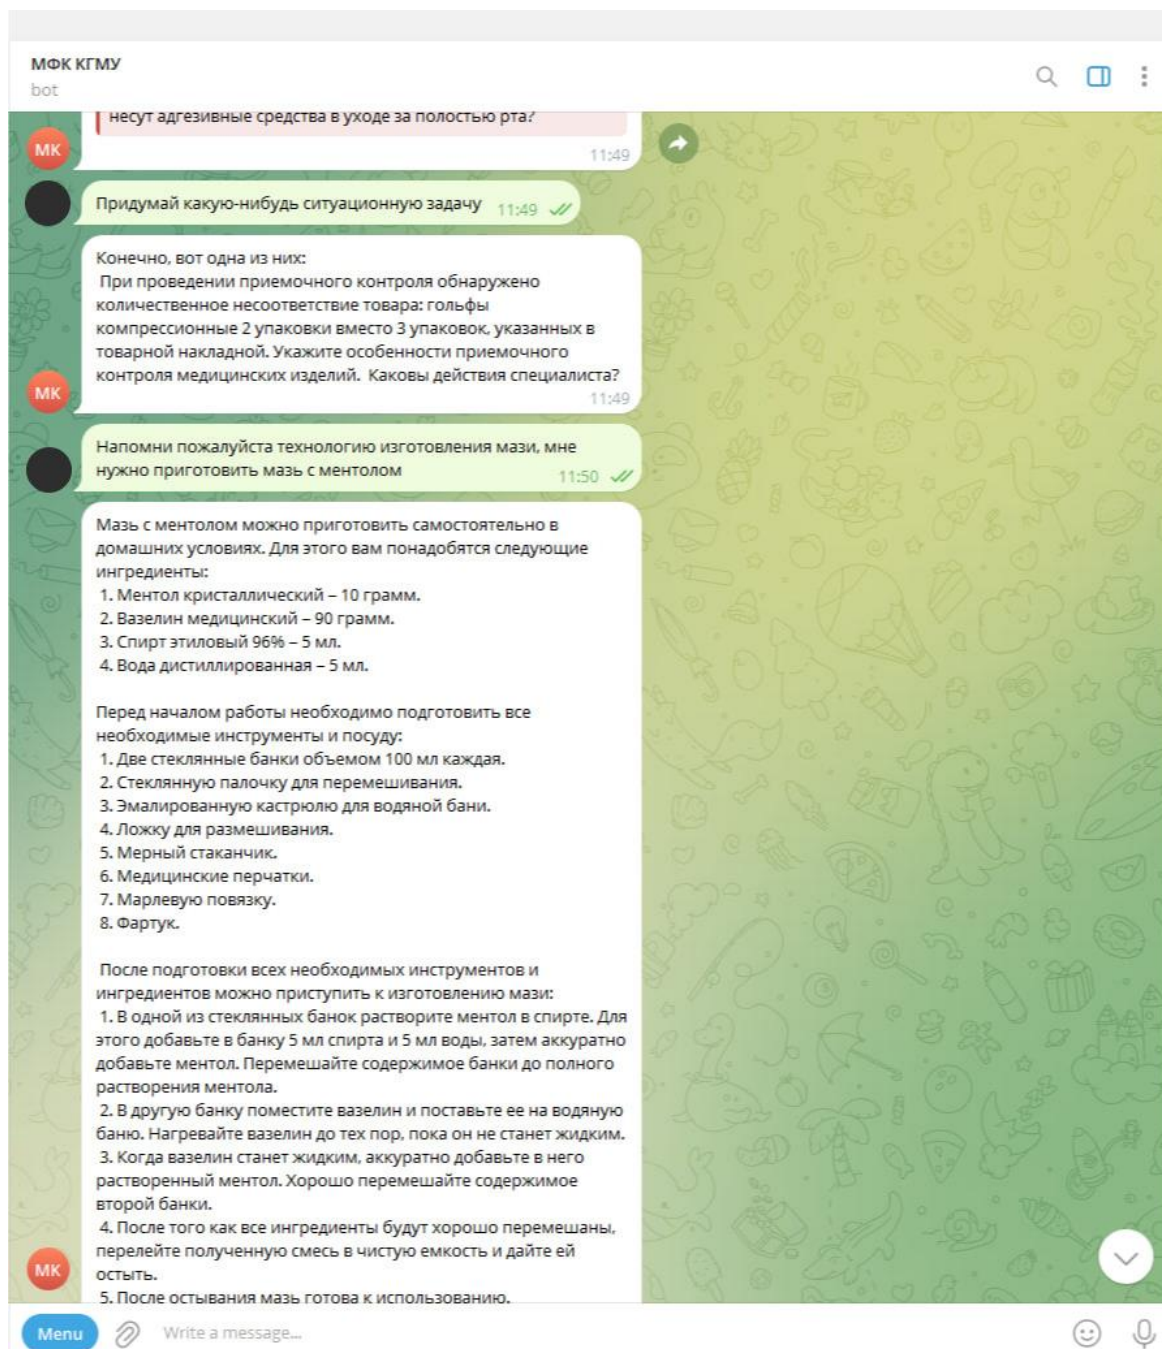 МФК КГМУ
bot
несут адгезивные средства в уходе за полостью рта?
МК
11:49
Придумай какую-нибудь ситуационную задачу 11:49
Конечно, вот одна из них:
При проведении приемочного контроля обнаружено
количественное несоответствие товара: гольфы
компрессионные 2 упаковки вместо 3 упаковок, указанных в
товарной накладной. Укажите особенности приемочного
контроля медицинских изделий. Каковы действия специалиста?
МК
11:49
Напомни пожалуйста технологию изготовления мази, мне
нужно приготовить мазь с ментолом 11:50
Мазь с ментолом можно приготовить самостоятельно в
домашних условиях. Для этого вам понадобятся следующие
ингредиенты:
1. Ментол кристаллический – 10 грамм.
2. Вазелин медицинский – 90 грамм.
3. Спирт этиловый 96% – 5 мл.
4. Вода дистиллированная – 5 мл.
Перед началом работы необходимо подготовить все
необходимые инструменты и посуду:
1. Две стеклянные банки объемом 100 мл каждая.
2. Стеклянную палочку для перемешивания.
3. Эмалированную кастрюлю для водяной бани.
4. Ложку для размешивания.
5. Мерный стаканчик.
6. Медицинские перчатки.
7. Марлевую повязку.
8. Фартук.
После подготовки всех необходимых инструментов и
ингредиентов можно приступить к изготовлению мази:
1. В одной из стеклянных банок растворите ментол в спирте. Для
этого добавьте в банку 5 мл спирта и 5 мл воды, затем аккуратно
добавьте ментол. Перемешайте содержимое банки до полного
растворения ментола.
2. В другую банку поместите вазелин и поставьте ее на водяную
баню. Нагревайте вазелин до тех пор, пока он не станет жидким.
3. Когда вазелин станет жидким, аккуратно добавьте в него
растворенный ментол. Хорошо перемешайте содержимое
второй банки.
4. После того как все ингредиенты будут хорошо перемешаны,
перелейте полученную смесь в чистую емкость и дайте ей
остыть.
МК
5. После остывания мазь готова к использованию.
Menu
Write a message...